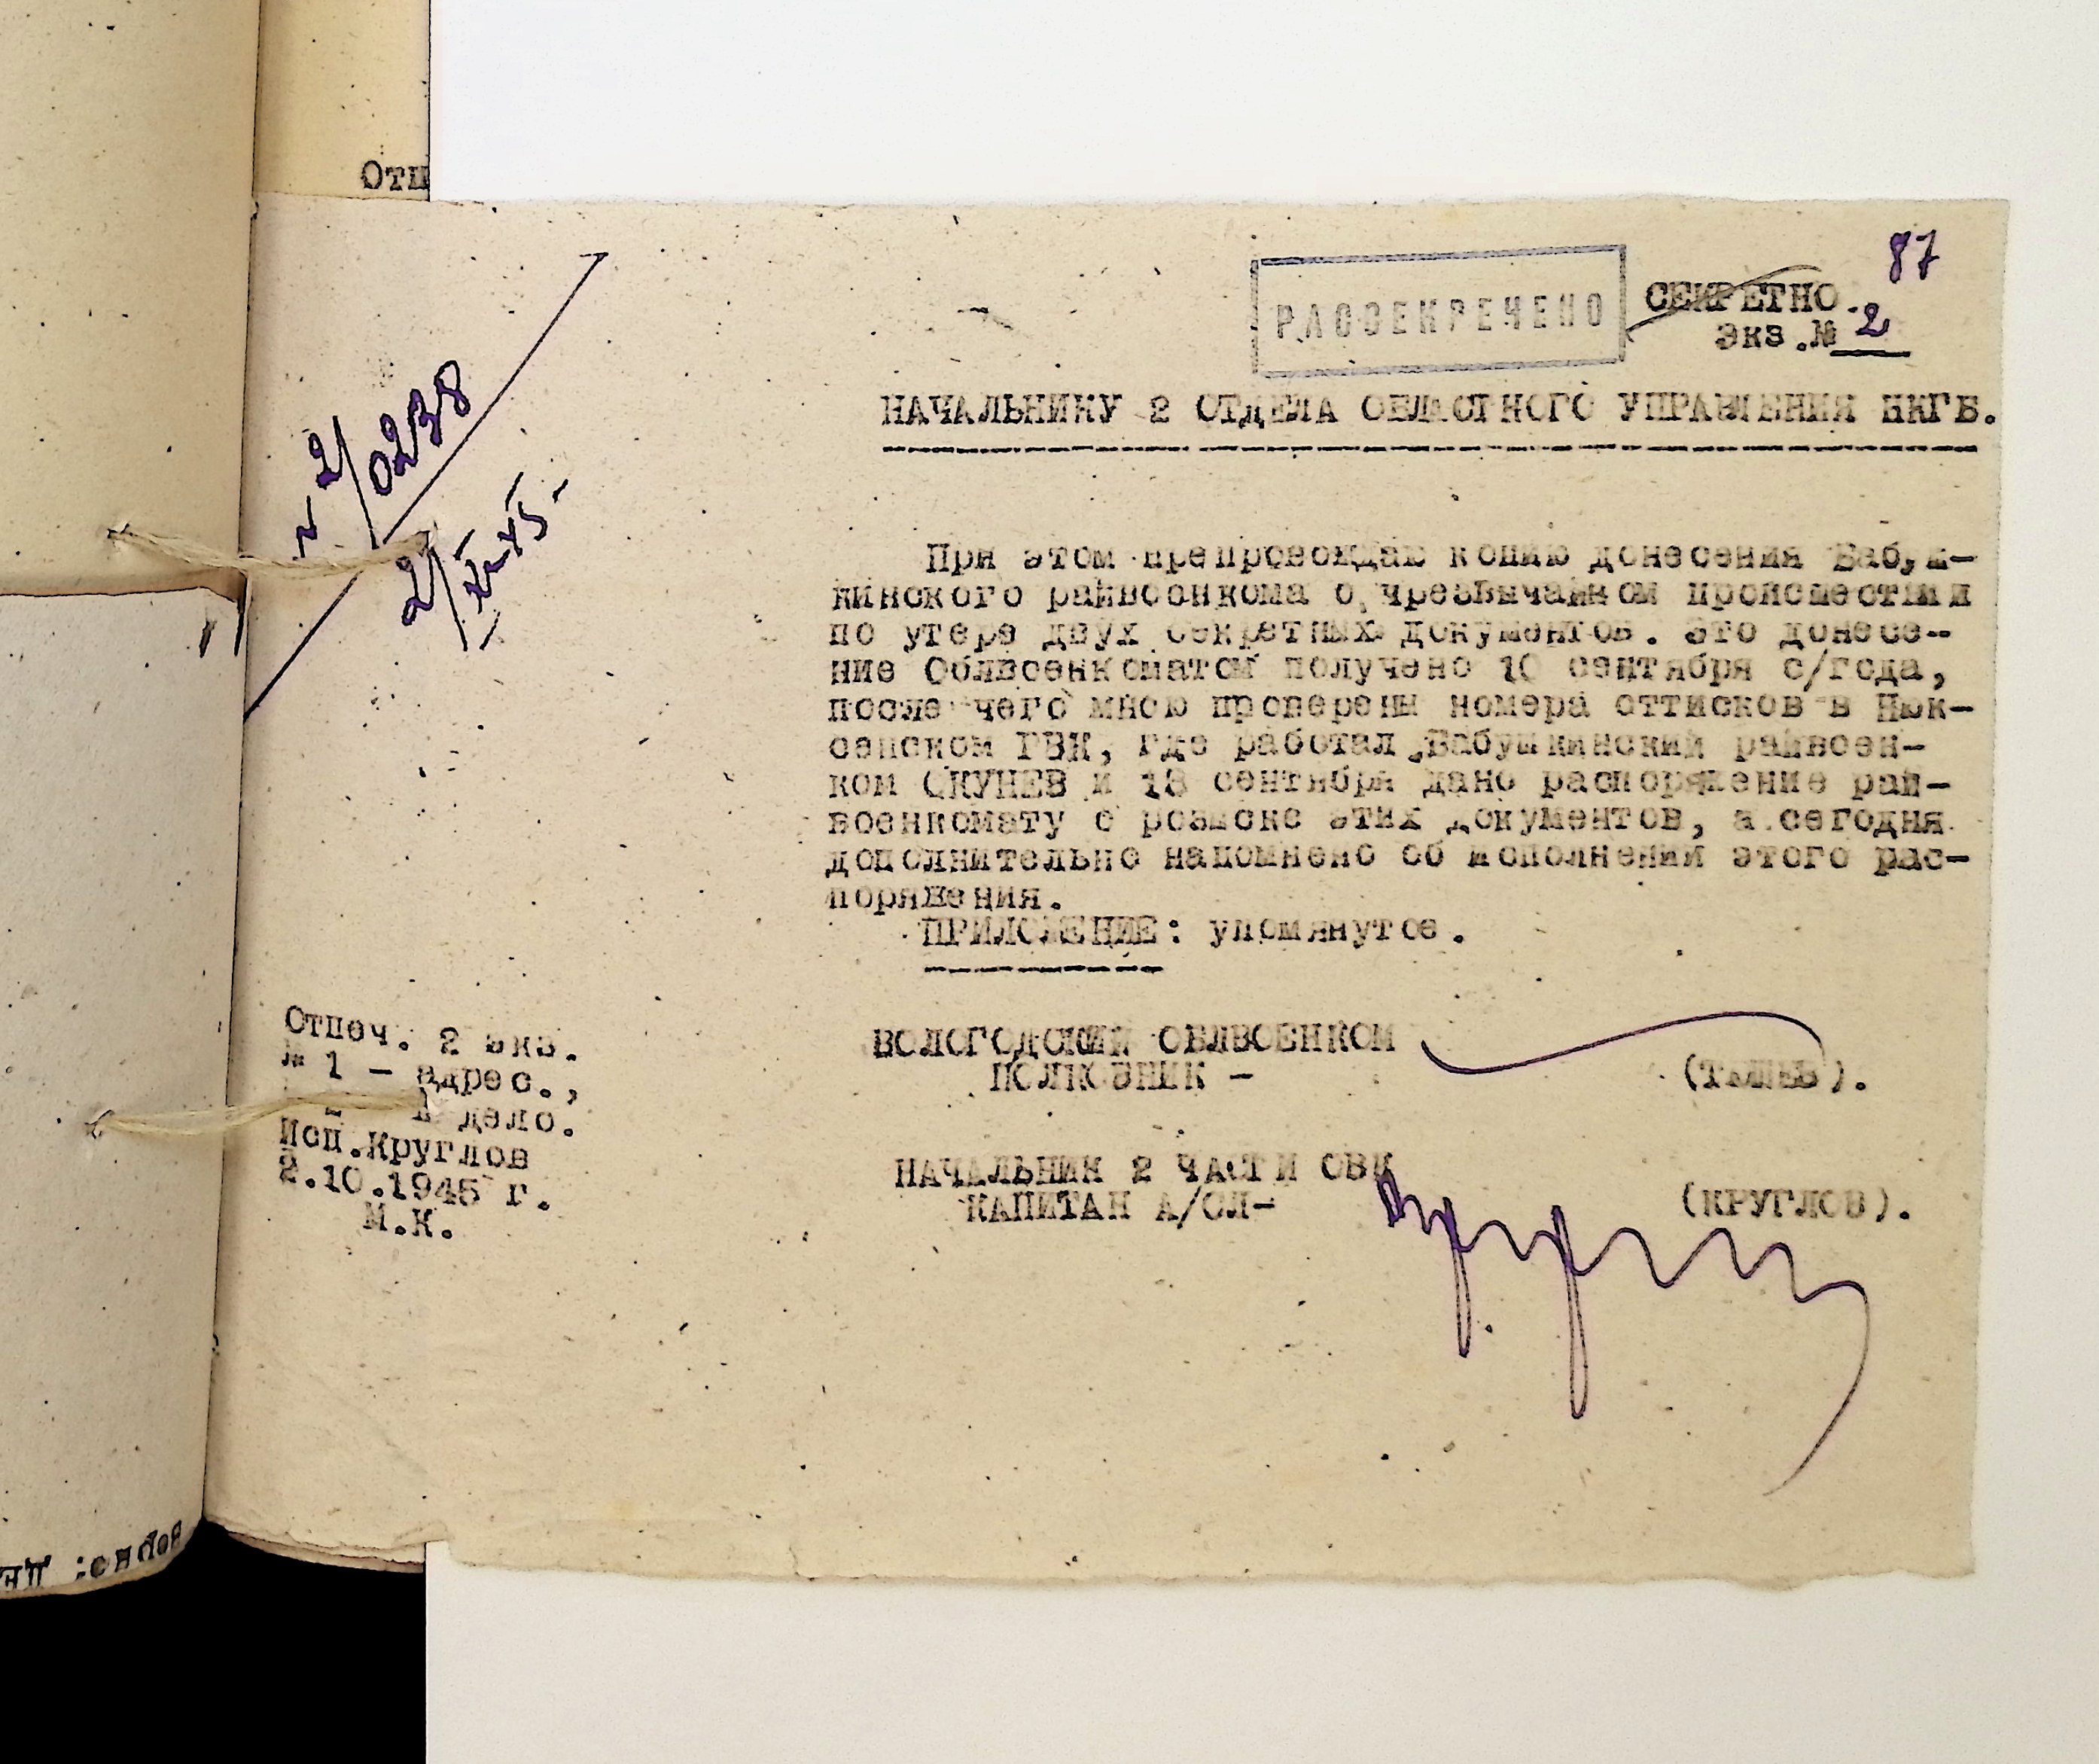 Отп
87
РАССЕКРЕЧЕНО
СЕКРЕТНО.
Экз.№ 2
НАЧАЛЬНИКУ 2 ОТДЕЛА ОБЛАСТНОГО УПРАВЛЕНИЯ НКГБ.
№ 2/0238
2/X-45-
При этом препровождаю копию донесения Бабуш-
кинского райвоенкома о чрезвычайном происшествии
по утере двух секретных документов. Это донесе-
ние Облвоенкоматом получено 10 сентября с/года,
после чего мною проверены номера оттисков в Нюк-
сенском РВК, где работал Бабушкинский райвоен-
ком ОКУНЕВ и 18 сентября дано распоряжение рай-
военкомату о розыске этих документов, а сегодня
дополнительно напомнено об исполнении этого рас-
поряжения.
ПРИЛОЖЕНИЕ: упомянутое.
ВОЛОГОДСКИЙ ОБЛВОЕНКОМ
ПОЛКОВНИК –
НАЧАЛЬНИК 2 ЧАСТИ ОВК
КАПИТАН А/СЛ–
(КРУГЛОВ).
Отпеч. 2 экз.
№ 1 – адрес.,
2 в дело.
Исп.Круглов
2.10.1945 г.
М.К.